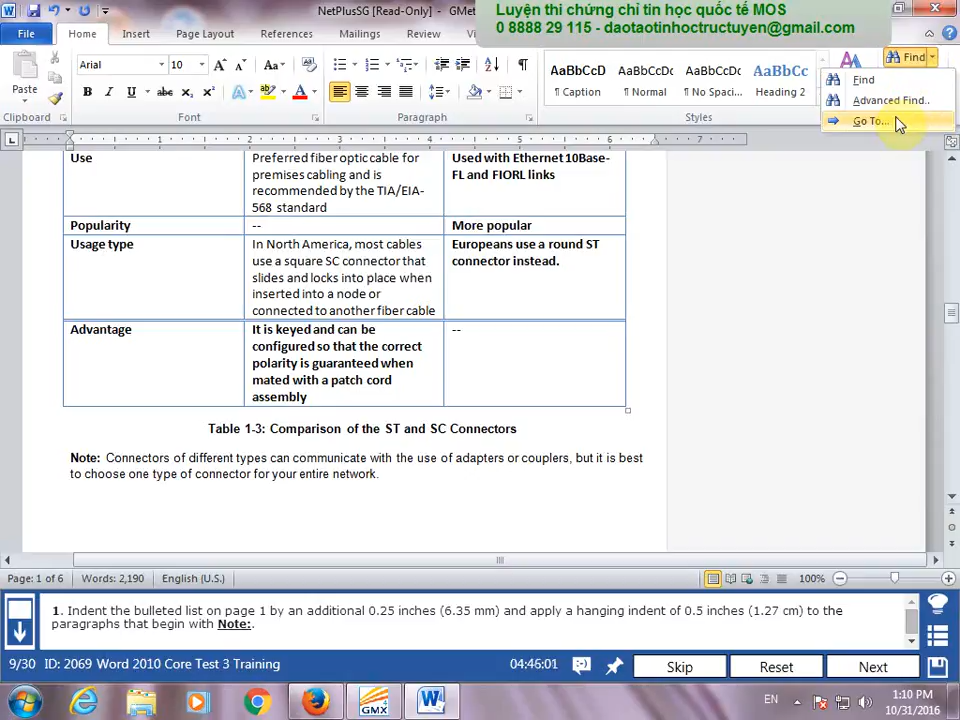 NetPlusSG [Read-Only] - GMet
Luyện thi chứng chỉ tin học quốc tế MOS
0 8888 29 115 - daotaotinhoctructuyen@gmail.com
File Home Insert Page Layout References Mailings Review
Find
Arial 10
Paste
AaBbCcD AaBbCcDc AaBbCcDc AaBbCc
¶ Caption ¶ Normal ¶ No Spaci... Heading 2
Find
Advanced Find..
Go To...
Clipboard Font Paragraph Styles
1 2 3 4 5 6 7
Use
Preferred fiber optic cable for
premises cabling and is
recommended by the TIA/EIA-
568 standard
Used with Ethernet 10Base-
FL and FIORL links
Popularity
--
More popular
Usage type
In North America, most cables
use a square SC connector that
slides and locks into place when
inserted into a node or
connected to another fiber cable
Europeans use a round ST
connector instead.
Advantage
It is keyed and can be
configured so that the correct
polarity is guaranteed when
mated with a patch cord
assembly
--
Table 1-3: Comparison of the ST and SC Connectors
Note: Connectors of different types can communicate with the use of adapters or couplers, but it is best
to choose one type of connector for your entire network.
Page: 1 of 6 Words: 2,190 English (U.S.) 100%
1. Indent the bulleted list on page 1 by an additional 0.25 inches (6.35 mm) and apply a hanging indent of 0.5 inches (1.27 cm) to the
paragraphs that begin with Note:.
9/30 ID: 2069 Word 2010 Core Test 3 Training 04:46:01 Skip Reset Next
GMX
EN
1:10 PM
10/31/2016